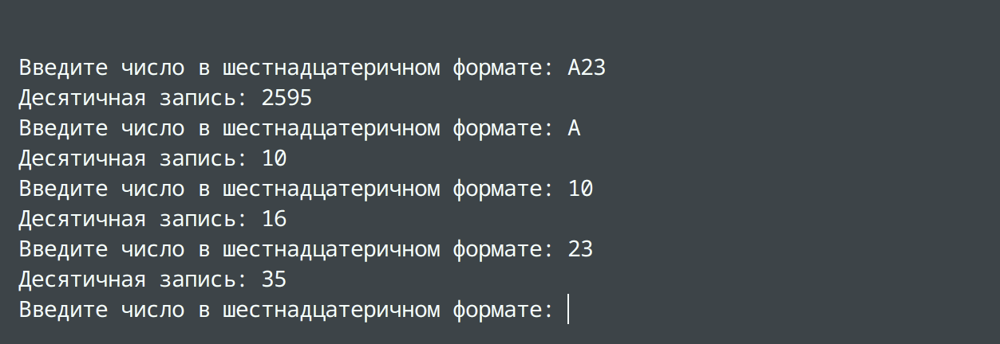 Введите число в шестнадцатеричном формате: A23
Десятичная запись: 2595
Введите число в шестнадцатеричном формате: A
Десятичная запись: 10
Введите число в шестнадцатеричном формате: 10
Десятичная запись: 16
Введите число в шестнадцатеричном формате: 23
Десятичная запись: 35
Введите число в шестнадцатеричном формате: